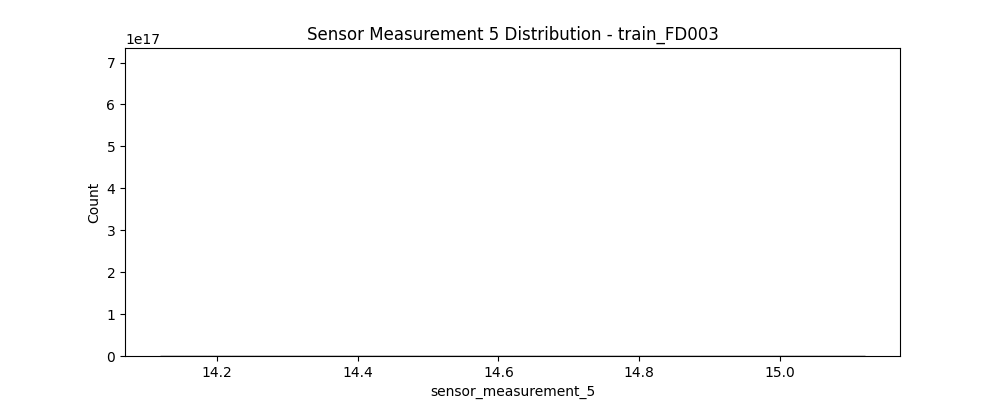 Sensor Measurement 5 Distribution - train_FD003
1e17
7
6
5
4
3
2
1
0
Count
14.2 14.4 14.6 14.8 15.0
sensor_measurement_5